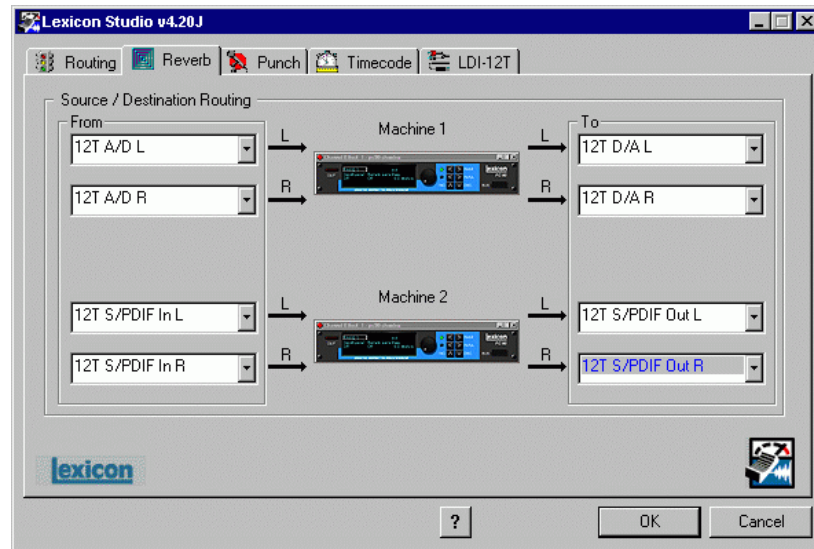 Lexicon Studio v4.20J
Routing Reverb Punch Timecode LDI-12T
Source / Destination Routing
From To
Machine 1
12T A/D L L L 12T D/A L
12T A/D R R R 12T D/A R
Machine 2
12T S/PDIF In L L L 12T S/PDIF Out L
12T S/PDIF In R R R 12T S/PDIF Out R
lexicon
? OK Cancel